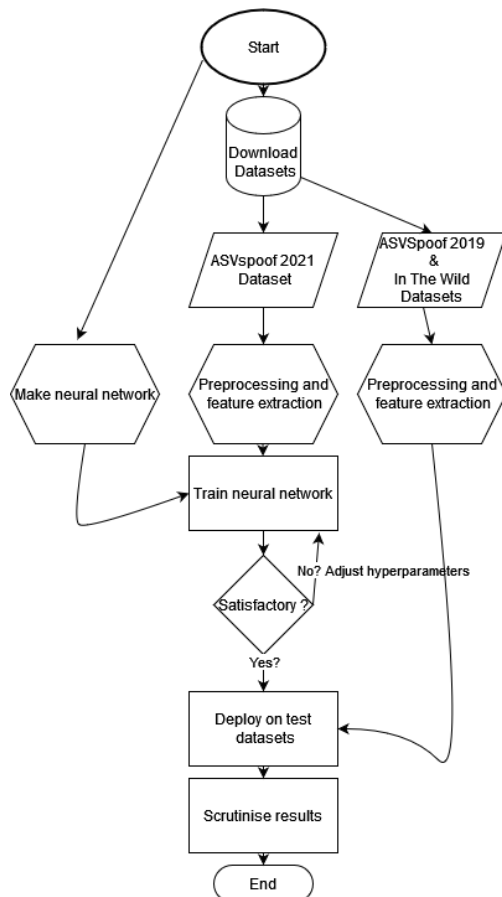 Start
Download
Datasets
ASVspoof 2021
Dataset
ASVSpoof 2019
&
In The Wild
Datasets
Make neural network
Preprocessing and
feature extraction
Preprocessing and
feature extraction
Train neural network
No? Adjust hyperparameters
Satisfactory ?
Yes?
Deploy on test
datasets
Scrutinise results
End